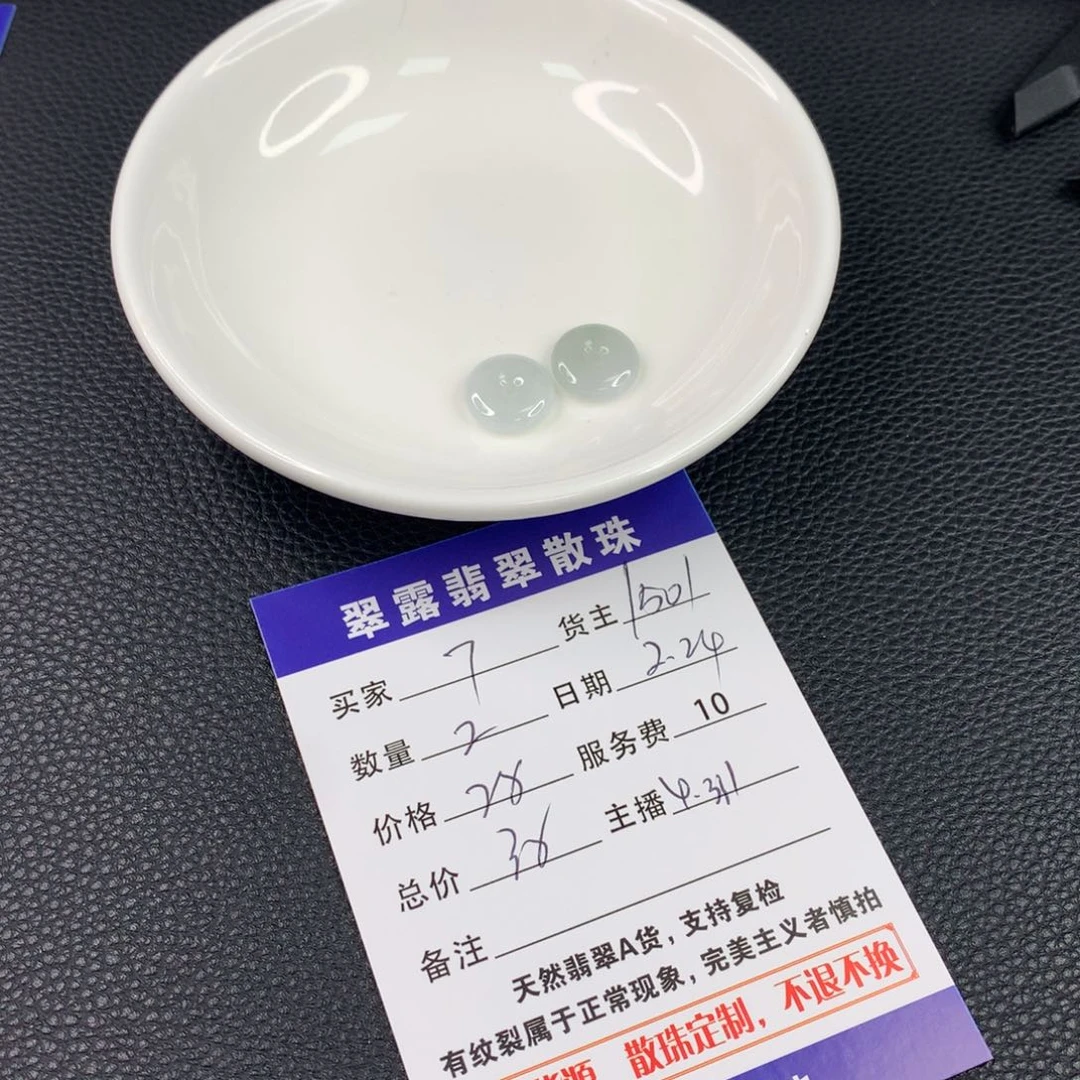 翠露翡翠散珠
买家 7 货主 1501
数量 2 日期 2.24
价格 28 服务费 10
总价 38 主播
备注
天然翡翠A货，支持复检
有纹裂属于正常现象，完美主义者慎拍
散珠定制，不退不换